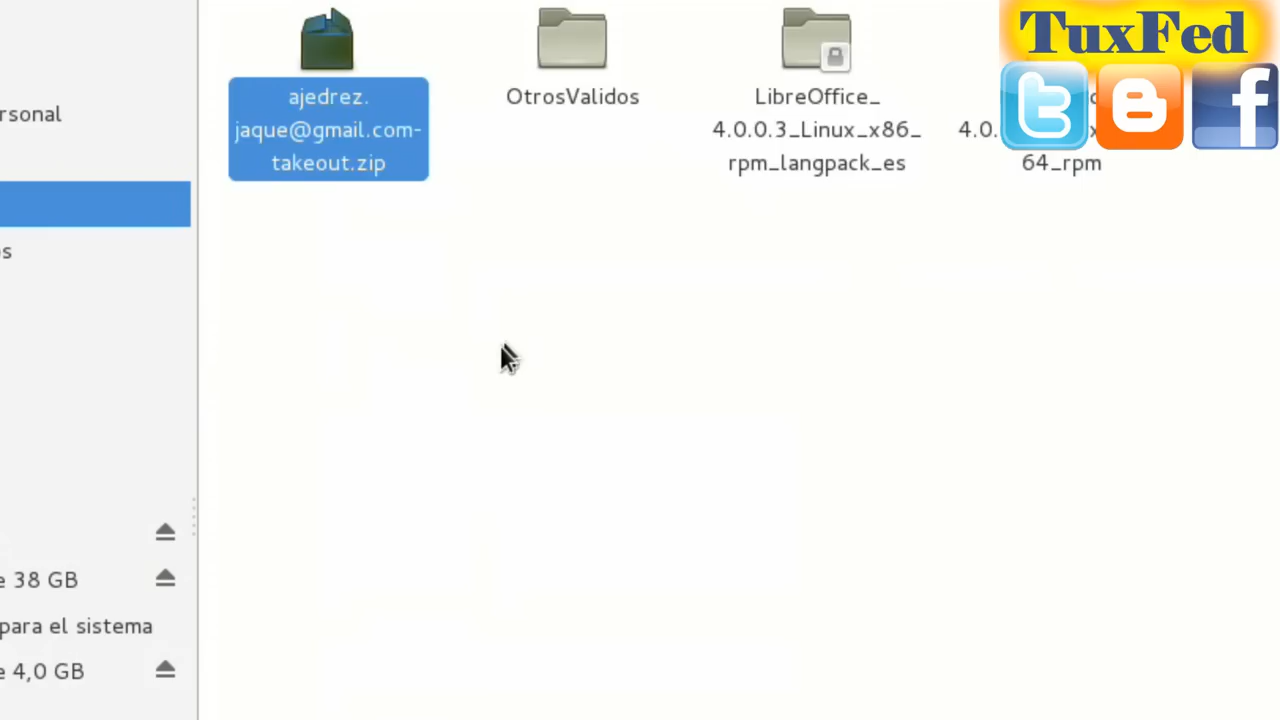 TuxFed
ajedrez.
jaque@gmail.com-
takeout.zip
OtrosValidos
LibreOffice_
4.0.0.3_Linux_x86_
rpm_langpack_es
4.0.
64_rpm
rsonal
s
e 38 GB
para el sistema
e 4,0 GB